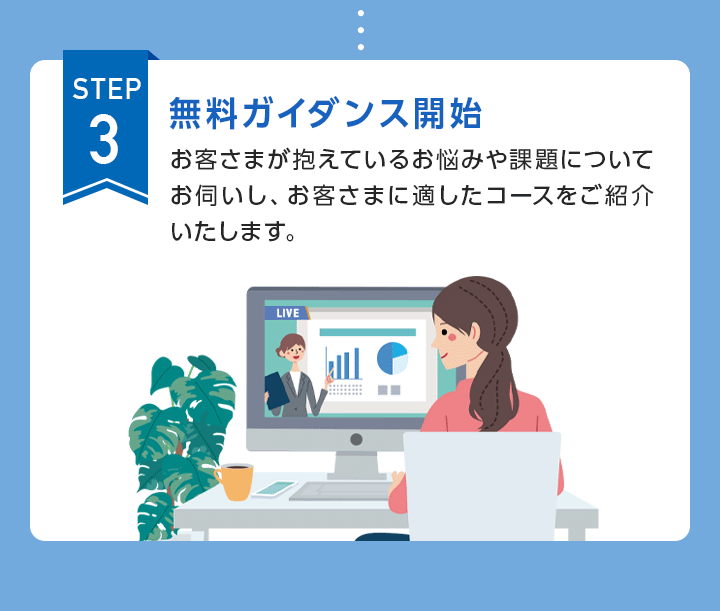 STEP
3
無料ガイダンス開始
お客さまが抱えているお悩みや課題について
お伺いし、お客さまに適したコースをご紹介
いたします。
LIVE